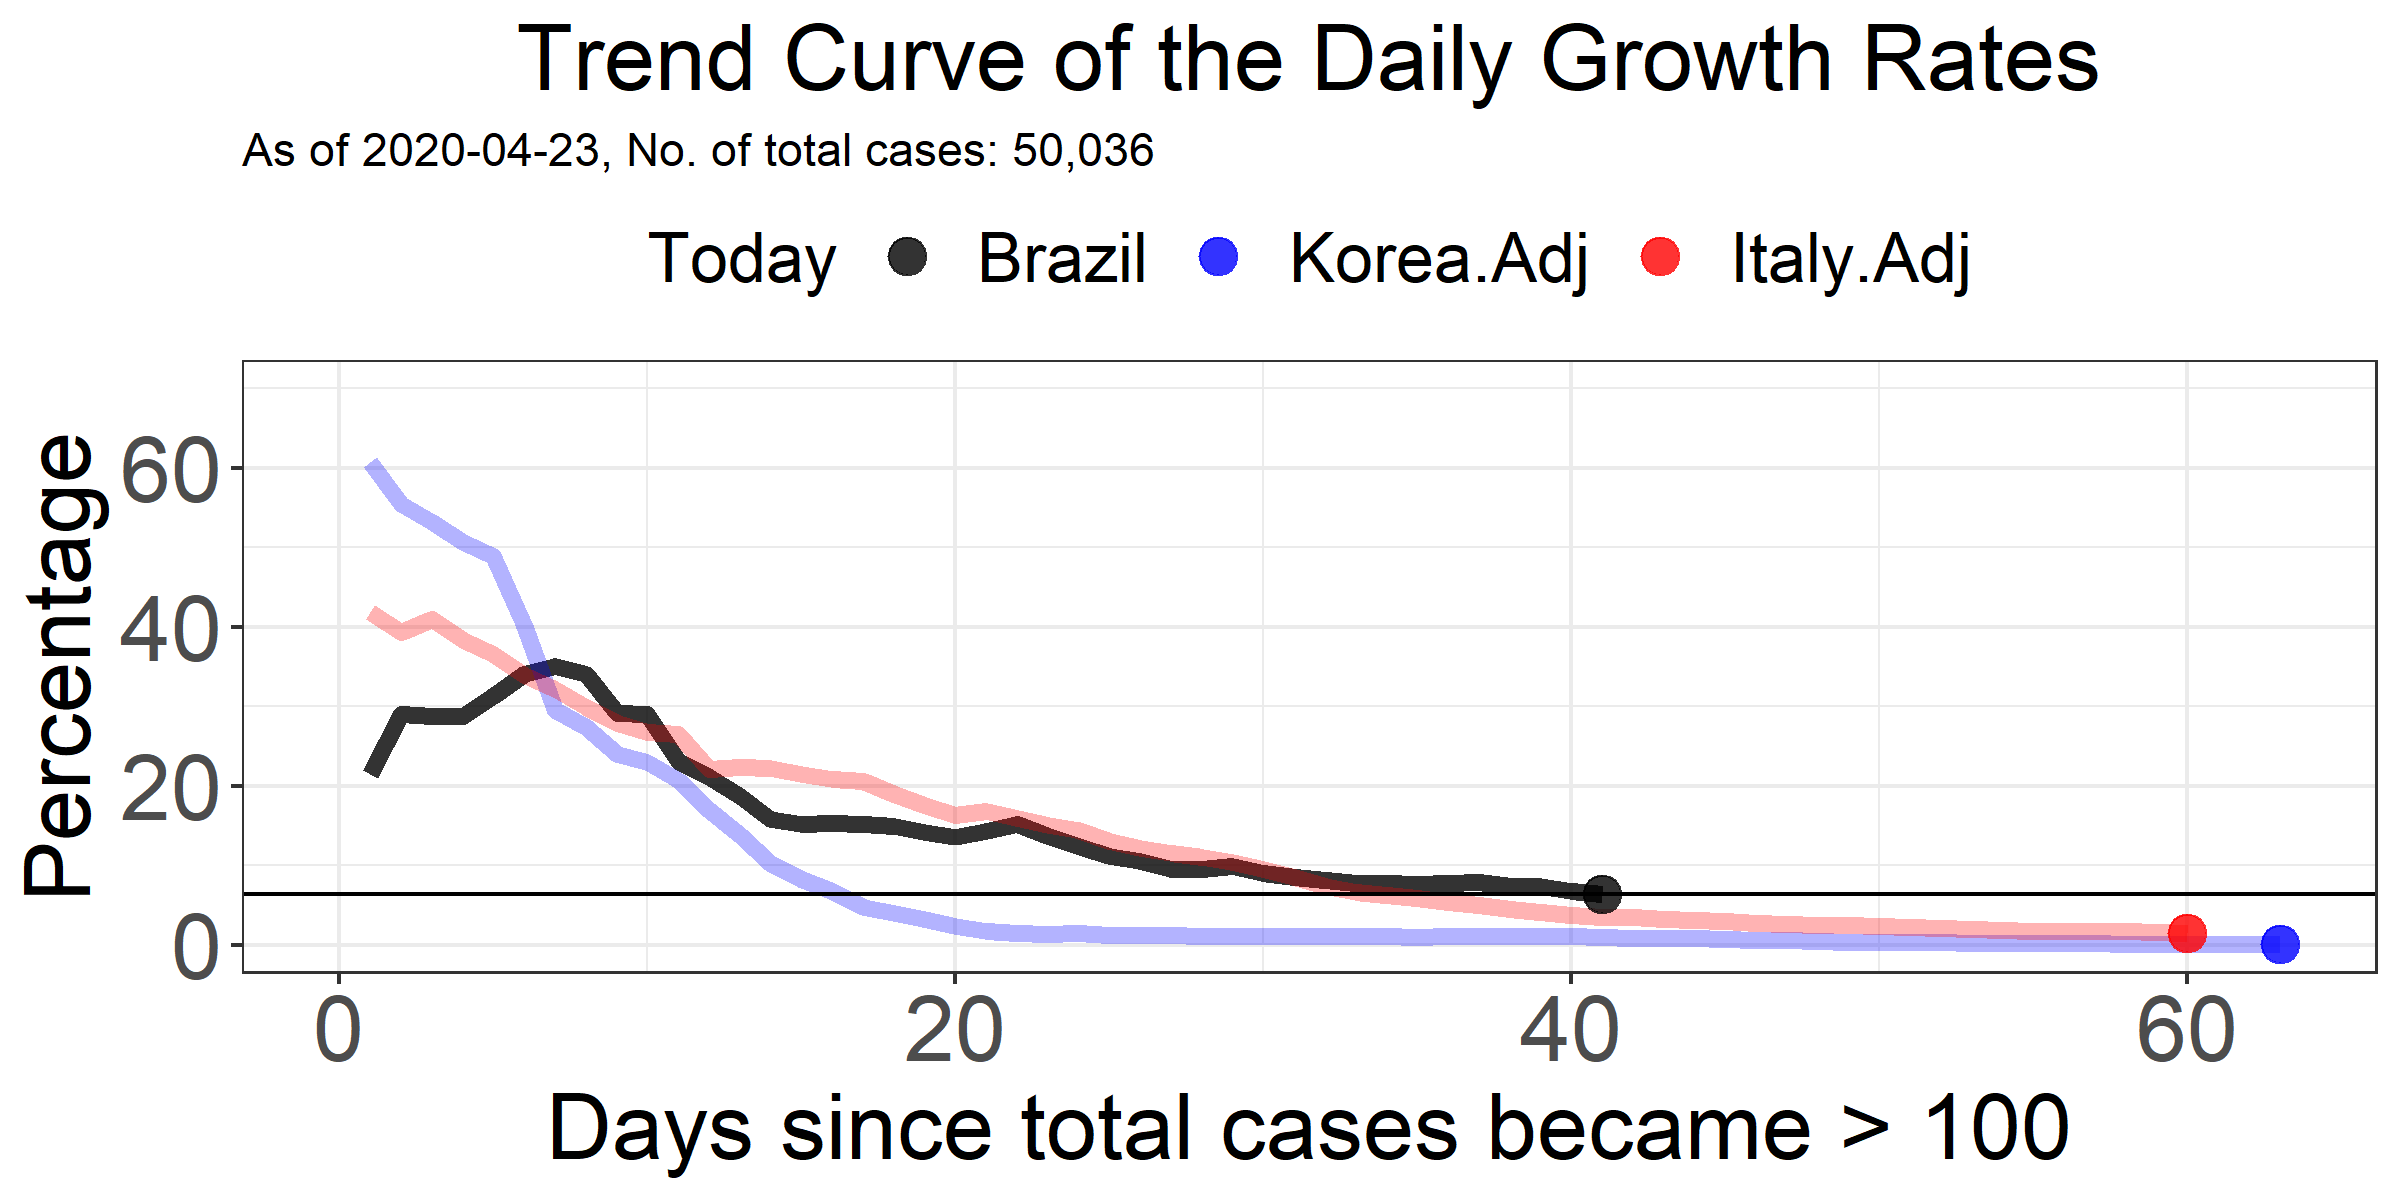 Trend Curve of the Daily Growth Rates
As of 2020-04-23, No. of total cases: 50,036
Today Brazil Korea.Adj Italy.Adj
Percentage
60
40
20
0
0 20 40 60
Days since total cases became > 100